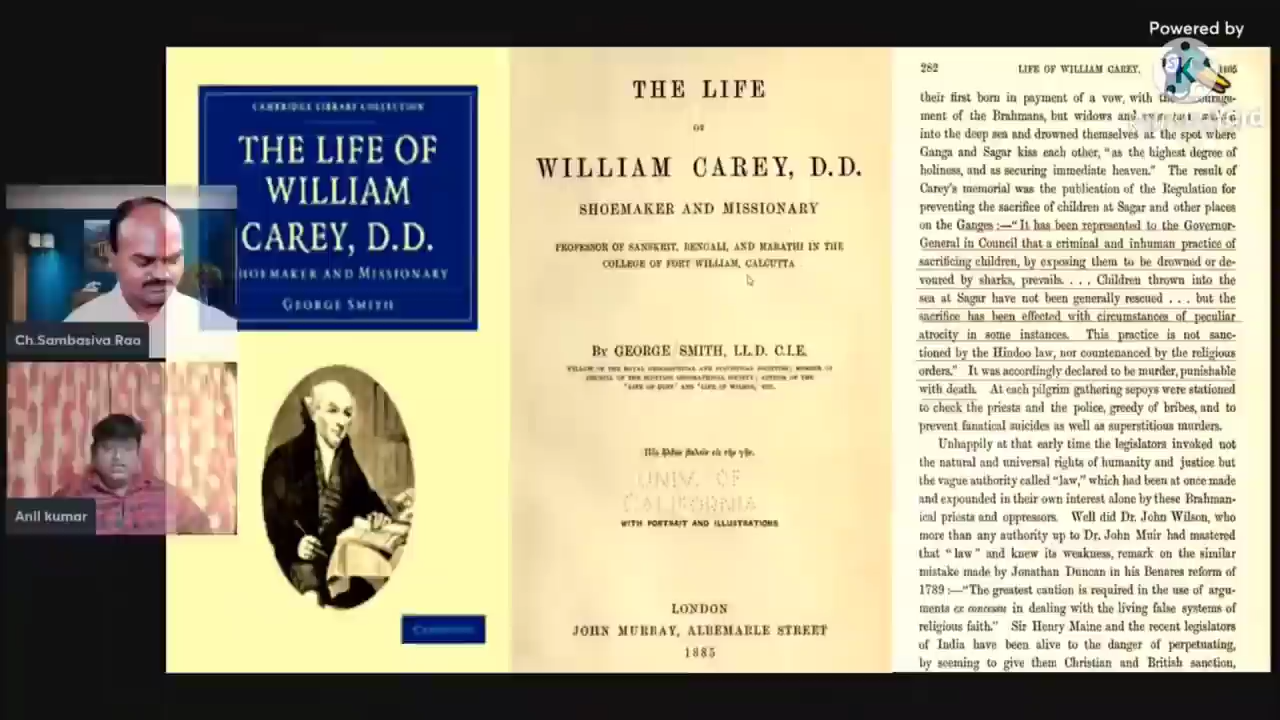 Powered by
CAMBRIDGE LIBRARY COLLECTION
THE LIFE OF
WILLIAM
CAREY, D.D.
SHOEMAKER AND MISSIONARY
GEORGE SMITH
Ch.Sambasiva Rao
Anil kumar
THE LIFE
OF
WILLIAM CAREY, D.D.
SHOEMAKER AND MISSIONARY
PROFESSOR OF SANSKRIT, BENGALI, AND MARATHI IN THE
COLLEGE OF FORT WILLIAM, CALCUTTA
By GEORGE SMITH, LL.D. C.I.E.
UNIV. OF
CALIFORNIA
WITH PORTRAIT AND ILLUSTRATIONS
LONDON
JOHN MURRAY, ALBEMARLE STREET
1885
282 LIFE OF WILLIAM CAREY.
their first born in payment of a vow, with the
ment of the Brahmans, but widows and
into the deep sea and drowned themselves at the spot where
Ganga and Sagar kiss each other, "as the highest degree of
holiness, and as securing immediate heaven." The result of
Carey's memorial was the publication of the Regulation for
preventing the sacrifice of children at Sagar and other places
on the Ganges :—"It has been represented to the Governor-
General in Council that a criminal and inhuman practice of
sacrificing children, by exposing them to be drowned or de-
voured by sharks, prevails. . . . Children thrown into the
sea at Sagar have not been generally rescued . . . but the
sacrifice has been effected with circumstances of peculiar
atrocity in some instances. This practice is not sanc-
tioned by the Hindoo law, nor countenanced by the religious
orders." It was accordingly declared to be murder, punishable
with death. At each pilgrim gathering sepoys were stationed
to check the priests and the police, greedy of bribes, and to
prevent fanatical suicides as well as superstitious murders.
Unhappily at that early time the legislators invoked not
the natural and universal rights of humanity and justice but
the vague authority called "law," which had been at once made
and expounded in their own interest alone by these Brahman-
ical priests and oppressors. Well did Dr. John Wilson, who
more than any authority up to Dr. John Muir had mastered
that "law" and knew its weakness, remark on the similar
mistake made by Jonathan Duncan in his Benares reform of
1789 :—"The greatest caution is required in the use of argu-
ments ex concesso in dealing with the living false systems of
religious faith." Sir Henry Maine and the recent legislators
of India have been alive to the danger of perpetuating,
by seeming to give them Christian and British sanction,